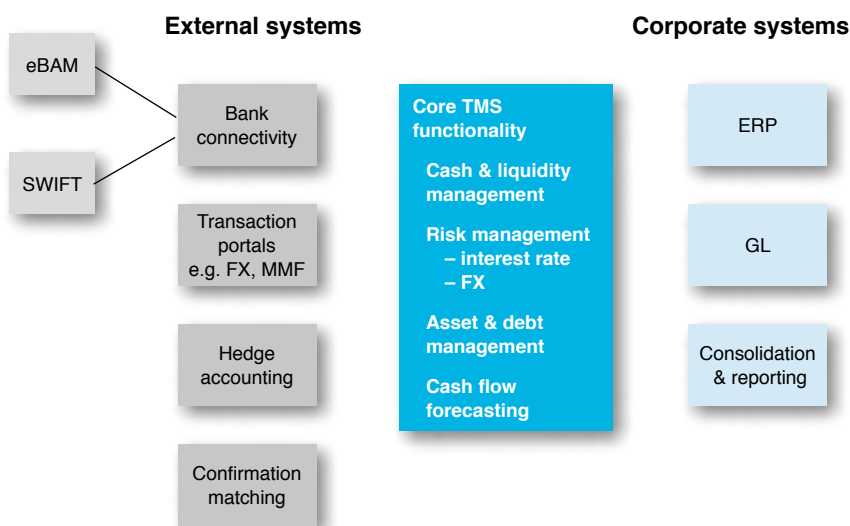 External systems
Corporate systems
eBAM
SWIFT
Bank
connectivity
Transaction
portals
e.g. FX, MMF
Hedge
accounting
Confirmation
matching
Core TMS
functionality
Cash & liquidity
management
Risk management
– interest rate
– FX
Asset & debt
management
Cash flow
forecasting
ERP
GL
Consolidation
& reporting